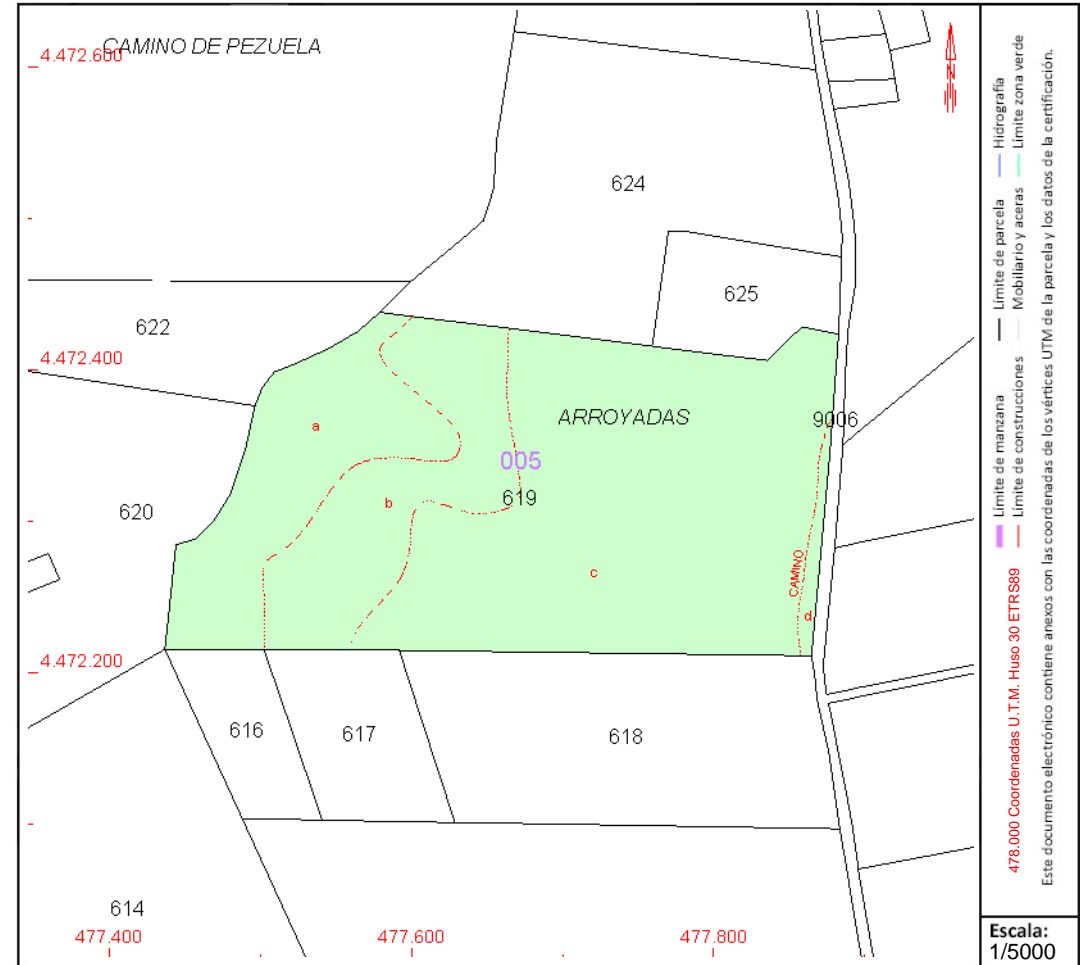 CAMINO DE PEZUELA
4.472.600
624
625
622
4.472.400
ARROYADAS
9006
a
005
b
619
620
c
CAMINO
d
4.472.200
616
617
618
614
477.400
477.600
477.800
N
Límite de manzana
Límite de parcela
Hidrografía
Límite de construcciones
Mobiliario y aceras
Límite zona verde
478.000 Coordenadas U.T.M. Huso 30 ETRS89
Este documento electrónico contiene anexos con las coordenadas de los vértices UTM de la parcela y los datos de la certificación.
Escala:
1/5000